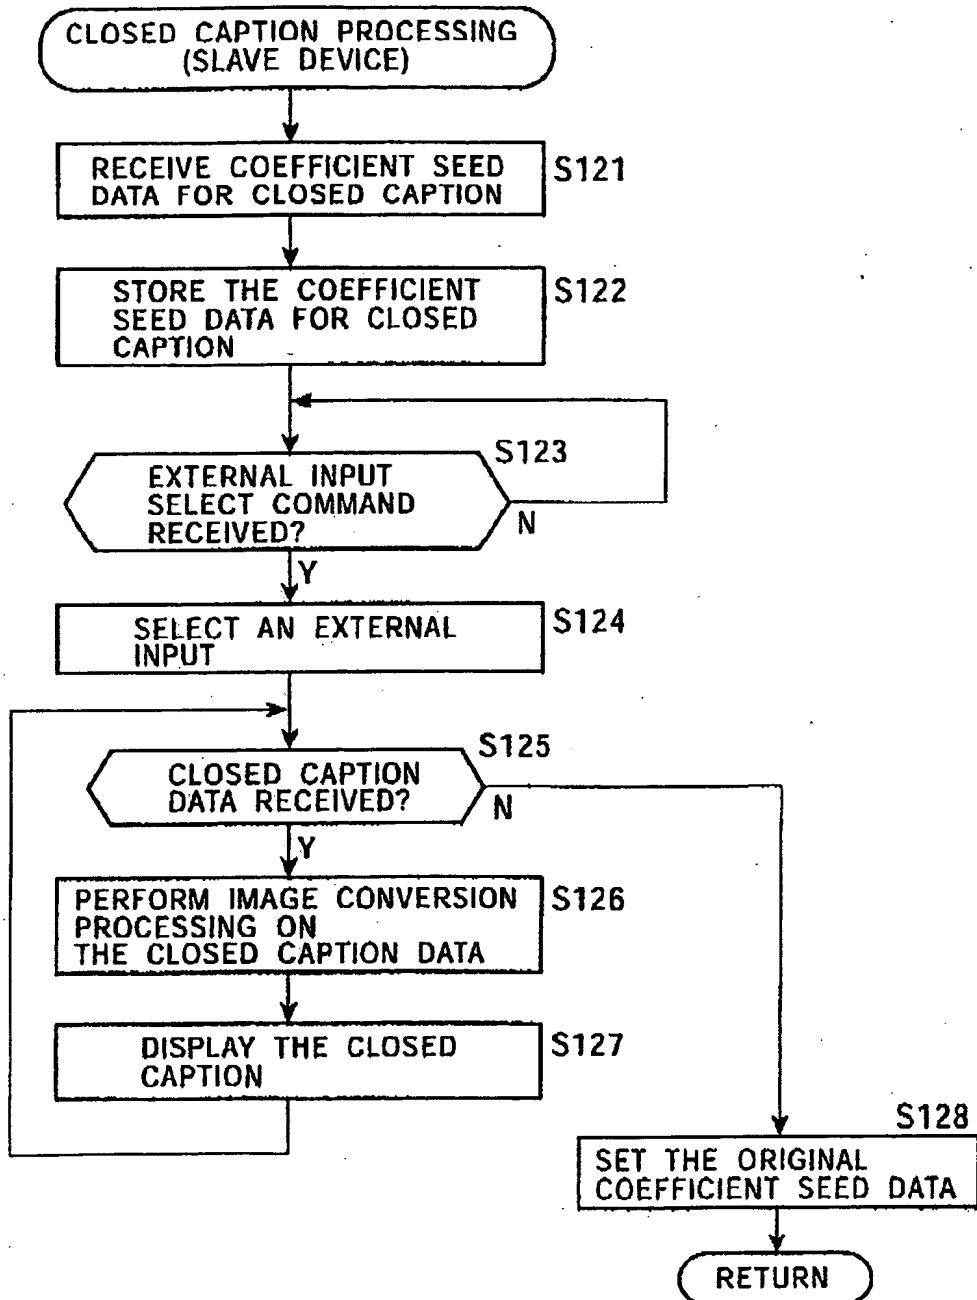 CLOSED CAPTION PROCESSING
(SLAVE DEVICE)
RECEIVE COEFFICIENT SEED
DATA FOR CLOSED CAPTION
S121
STORE THE COEFFICIENT
SEED DATA FOR CLOSED
CAPTION
S122
S123
EXTERNAL INPUT
SELECT COMMAND
RECEIVED?
N
Y
SELECT AN EXTERNAL
INPUT
S124
S125
CLOSED CAPTION
DATA RECEIVED?
N
Y
PERFORM IMAGE CONVERSION
PROCESSING ON
THE CLOSED CAPTION DATA
S126
DISPLAY THE CLOSED
CAPTION
S127
S128
SET THE ORIGINAL
COEFFICIENT SEED DATA
RETURN